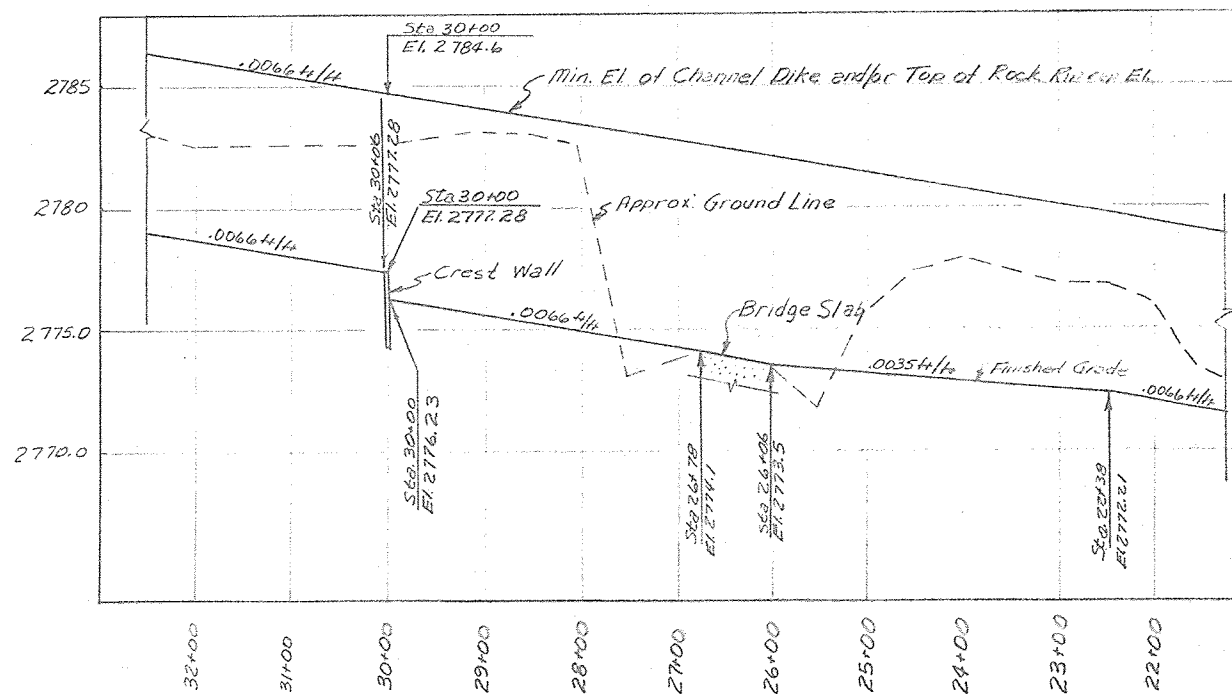 Sta 30+00
El. 2784.6
.0066 ft/ft
Min. El. of Channel Dike and/or Top of Rock River El.
2785
Sta 30+06
El. 2777.28
Sta 30+00
El. 2777.28
Approx. Ground Line
2780
.0066 ft/ft
Crest Wall
.0066 ft/ft
Bridge Slab
2775.0
.0035 ft/ft
Finished Grade
.0066 ft/ft
2770.0
Sta. 30+00
El. 2776.23
Sta 26+78
El. 2774.1
Sta 26+06
El. 2773.5
Sta. 22+38
El. 2772.21
32+00
31+00
30+00
29+00
28+00
27+00
26+00
25+00
24+00
23+00
22+00